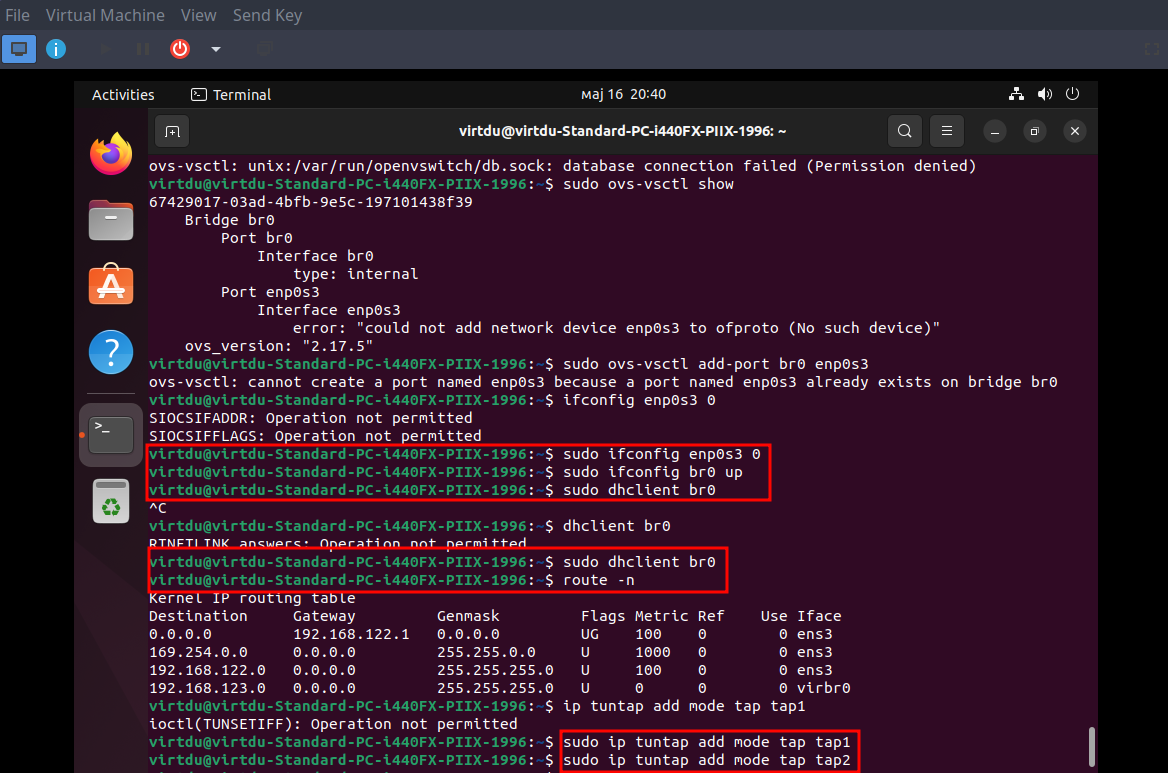 File Virtual Machine View Send Key
Activities Terminal мај 16 20:40
virtdu@virtdu-Standard-PC-i440FX-PIIX-1996: ~
ovs-vsctl: unix:/var/run/openvswitch/db.sock: database connection failed (Permission denied)
virtdu@virtdu-Standard-PC-i440FX-PIIX-1996:~$ sudo ovs-vsctl show
67429017-03ad-4bfb-9e5c-197101438f39
    Bridge br0
        Port br0
            Interface br0
                type: internal
        Port enp0s3
            Interface enp0s3
                error: "could not add network device enp0s3 to ofproto (No such device)"
    ovs_version: "2.17.5"
virtdu@virtdu-Standard-PC-i440FX-PIIX-1996:~$ sudo ovs-vsctl add-port br0 enp0s3
ovs-vsctl: cannot create a port named enp0s3 because a port named enp0s3 already exists on bridge br0
virtdu@virtdu-Standard-PC-i440FX-PIIX-1996:~$ ifconfig enp0s3 0
SIOCSIFADDR: Operation not permitted
SIOCSIFFLAGS: Operation not permitted
virtdu@virtdu-Standard-PC-i440FX-PIIX-1996:~$ sudo ifconfig enp0s3 0
virtdu@virtdu-Standard-PC-i440FX-PIIX-1996:~$ sudo ifconfig br0 up
virtdu@virtdu-Standard-PC-i440FX-PIIX-1996:~$ sudo dhclient br0
^C
virtdu@virtdu-Standard-PC-i440FX-PIIX-1996:~$ dhclient br0
RTNETLINK answers: Operation not permitted
virtdu@virtdu-Standard-PC-i440FX-PIIX-1996:~$ sudo dhclient br0
virtdu@virtdu-Standard-PC-i440FX-PIIX-1996:~$ route -n
Kernel IP routing table
Destination     Gateway         Genmask         Flags Metric Ref    Use Iface
0.0.0.0         192.168.122.1   0.0.0.0         UG    100    0        0 ens3
169.254.0.0     0.0.0.0         255.255.0.0     U     1000   0        0 ens3
192.168.122.0   0.0.0.0         255.255.255.0   U     100    0        0 ens3
192.168.123.0   0.0.0.0         255.255.255.0   U     0      0        0 virbr0
virtdu@virtdu-Standard-PC-i440FX-PIIX-1996:~$ ip tuntap add mode tap tap1
ioctl(TUNSETIFF): Operation not permitted
virtdu@virtdu-Standard-PC-i440FX-PIIX-1996:~$ sudo ip tuntap add mode tap tap1
virtdu@virtdu-Standard-PC-i440FX-PIIX-1996:~$ sudo ip tuntap add mode tap tap2